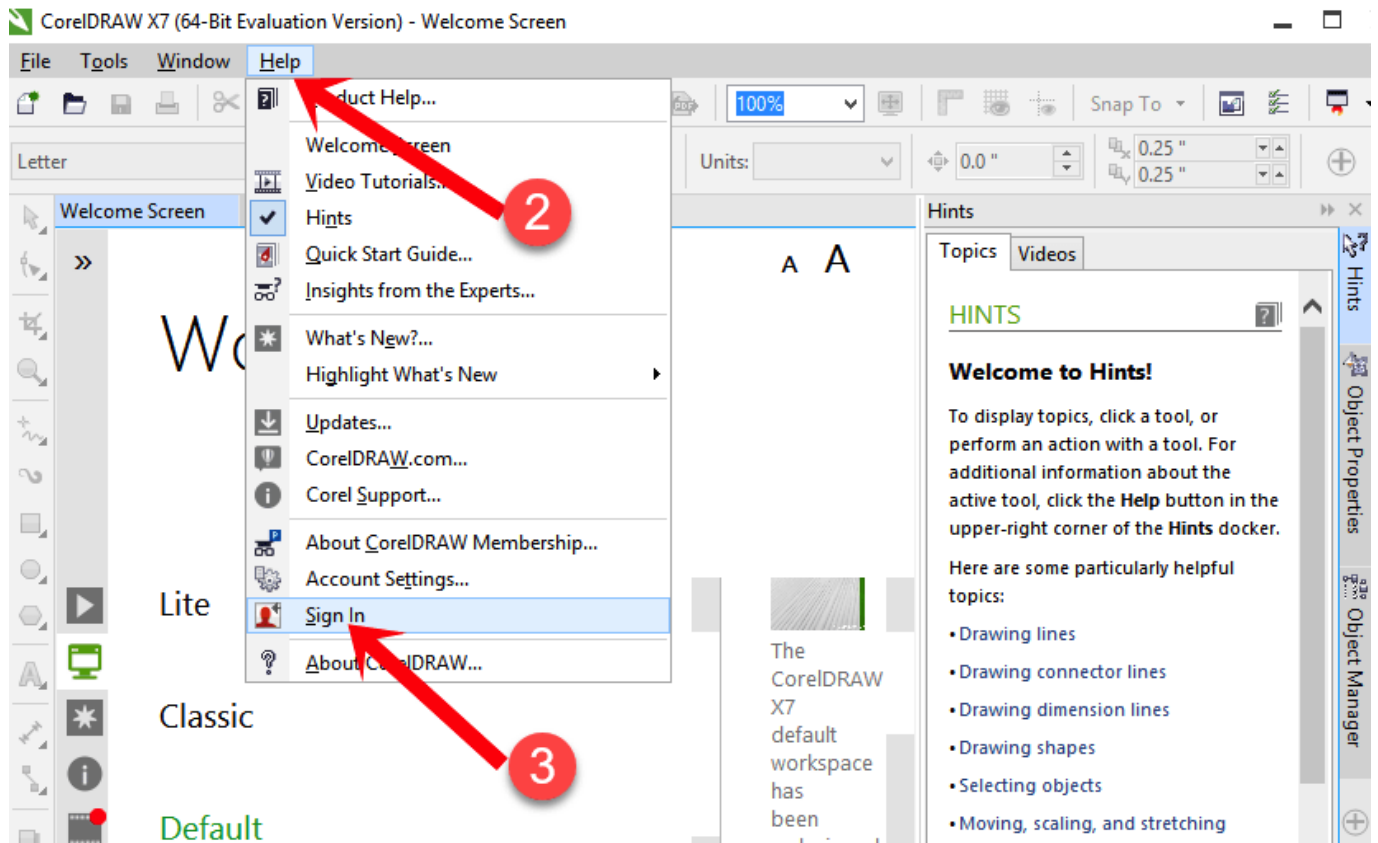 CorelDRAW X7 (64-Bit Evaluation Version) - Welcome Screen
File Tools Window Help
100% Snap To
Letter Units: 0.0 " 0.25 "
0.25 "
Product Help...
Welcome Screen
Video Tutorials...
Hints
Quick Start Guide...
Insights from the Experts...
What's New?...
Highlight What's New
Updates...
CorelDRAW.com...
Corel Support...
About CorelDRAW Membership...
Account Settings...
Sign In
About CorelDRAW...
2
3
Welcome Screen
A A
Lite
Classic
Default
The
CorelDRAW
X7
default
workspace
has
been
Hints
Topics Videos
HINTS
Welcome to Hints!
To display topics, click a tool, or
perform an action with a tool. For
additional information about the
active tool, click the Help button in the
upper-right corner of the Hints docker.
Here are some particularly helpful
topics:
• Drawing lines
• Drawing connector lines
• Drawing dimension lines
• Drawing shapes
• Selecting objects
• Moving, scaling, and stretching
Hints
Object Properties
Object Manager